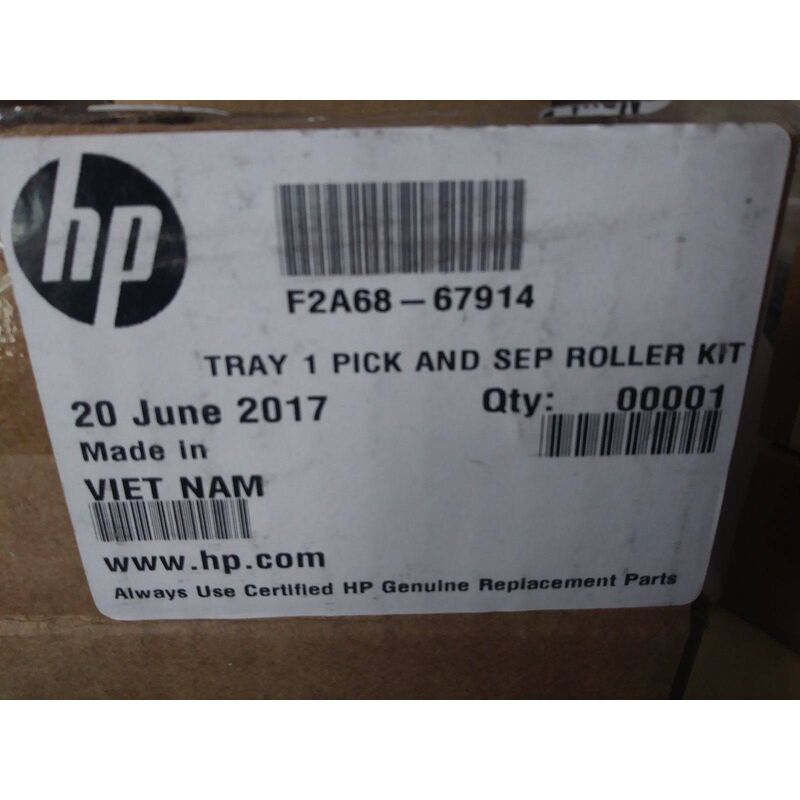 hp
F2A68-67914
TRAY 1 PICK AND SEP ROLLER KIT
20 June 2017 Qty: 00001
Made in
VIET NAM
www.hp.com
Always Use Certified HP Genuine Replacement Parts